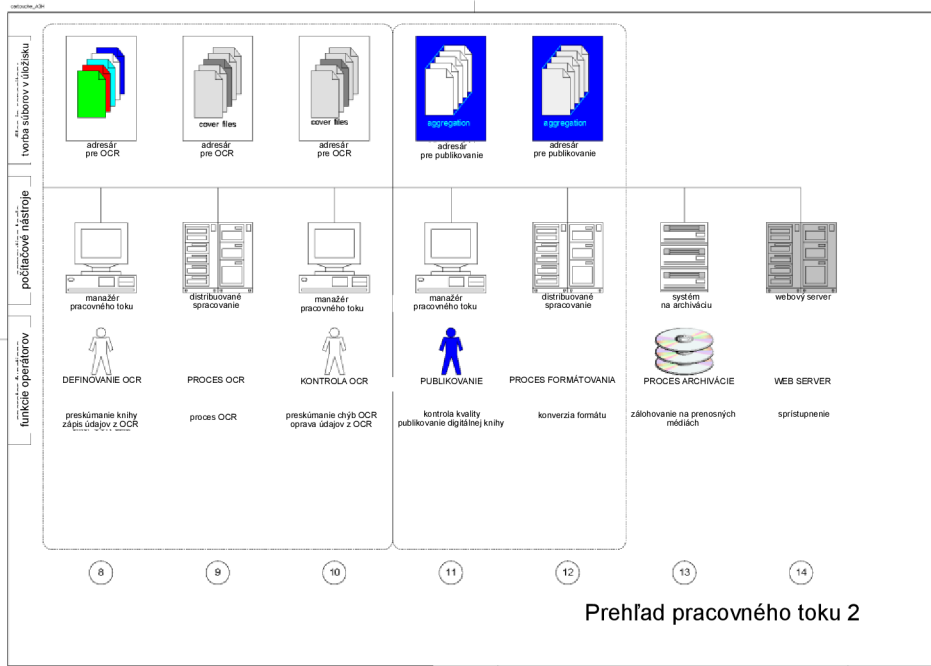 cartouche_A3H
tvorba súborov v úložisku
cover files
cover files
aggregation
aggregation
adresár
pre OCR
adresár
pre OCR
adresár
pre OCR
adresár
pre publikovanie
adresár
pre publikovanie
počítačové nástroje
manažér
pracovného toku
distribuované
spracovanie
manažér
pracovného toku
manažér
pracovného toku
distribuované
spracovanie
systém
na archiváciu
webový server
funkcie operátorov
DEFINOVANIE OCR
PROCES OCR
KONTROLA OCR
PUBLIKOVANIE
PROCES FORMÁTOVANIA
PROCES ARCHIVÁCIE
WEB SERVER
preskúmanie knihy
zápis údajov z OCR
proces OCR
preskúmanie chýb OCR
oprava údajov z OCR
kontrola kvality
publikovanie digitálnej knihy
konverzia formátu
zálohovanie na prenosných
médiách
sprístupnenie
8
9
10
11
12
13
14
Prehľad pracovného toku 2